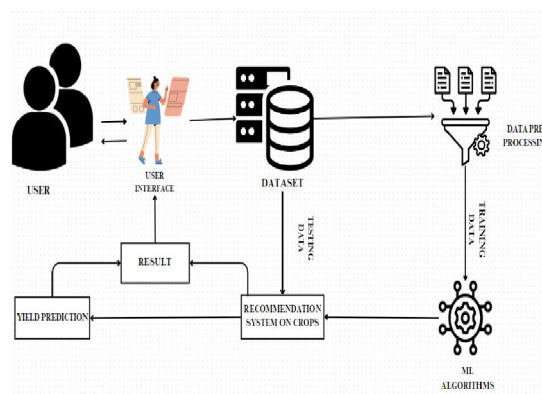 USER
USER
INTERFACE
DATASET
DATA PRE
PROCESSIN
TESTING
DATA
TRAINING
DATA
RESULT
YIELD PREDICTION
RECOMMENDATION
SYSTEM ON CROPS
ML
ALGORITHMS